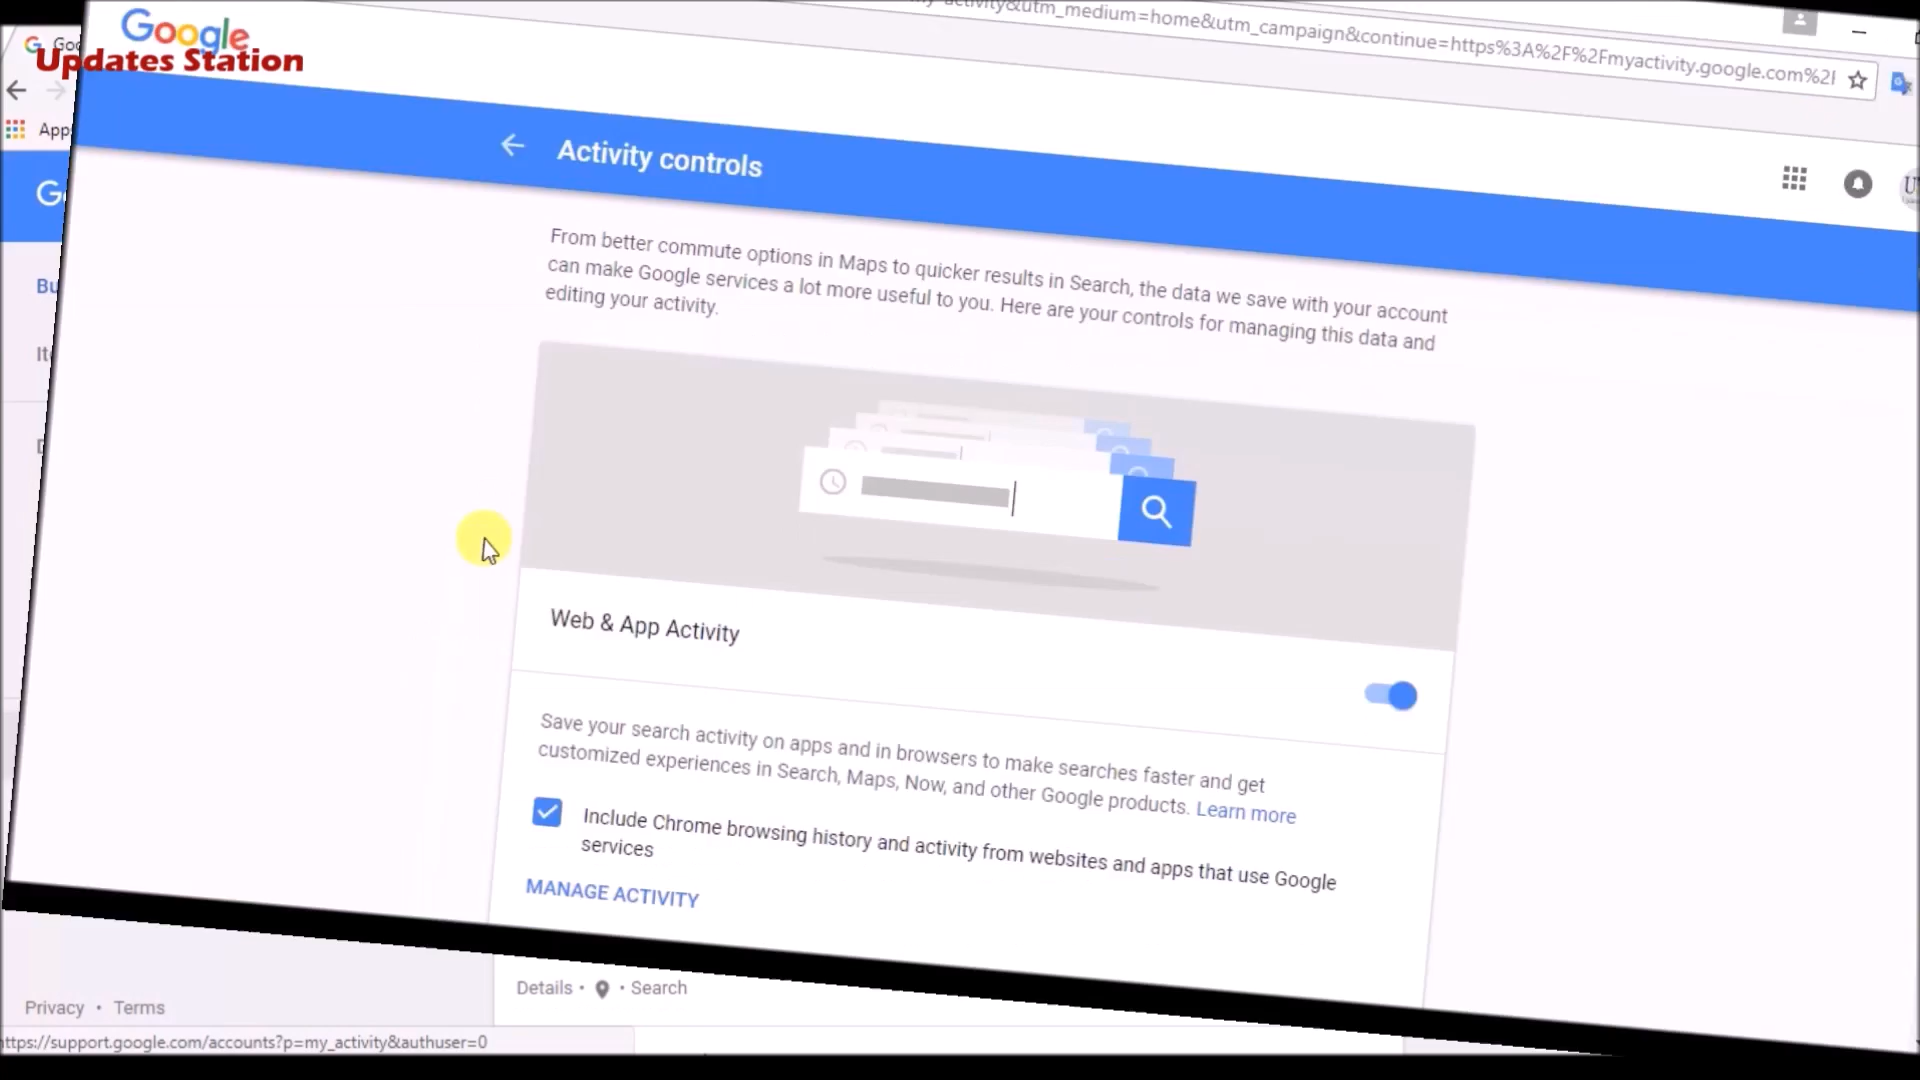 Google
Updates Station
Goo
y-activity&utm_medium=home&utm_campaign&continue=https%3A%2F%2Fmyactivity.google.com%2F
Apps
Activity controls
From better commute options in Maps to quicker results in Search, the data we save with your account
can make Google services a lot more useful to you. Here are your controls for managing this data and
editing your activity.
Web & App Activity
Save your search activity on apps and in browsers to make searches faster and get
customized experiences in Search, Maps, Now, and other Google products. Learn more
Include Chrome browsing history and activity from websites and apps that use Google
services
MANAGE ACTIVITY
Details • • Search
Privacy • Terms
https://support.google.com/accounts?p=my_activity&authuser=0